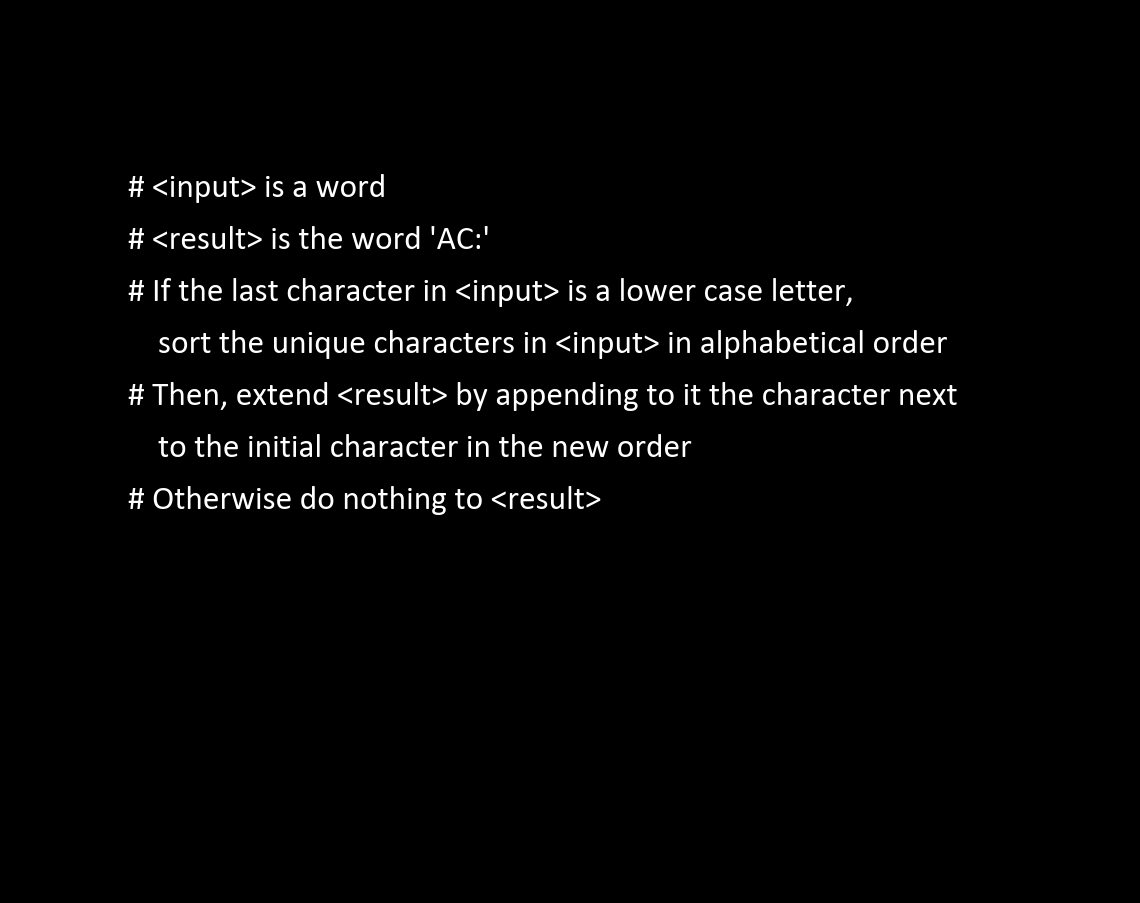 # <input> is a word
# <result> is the word 'AC:'
# If the last character in <input> is a lower case letter,
sort the unique characters in <input> in alphabetical order
# Then, extend <result> by appending to it the character next
to the initial character in the new order
# Otherwise do nothing to <result>